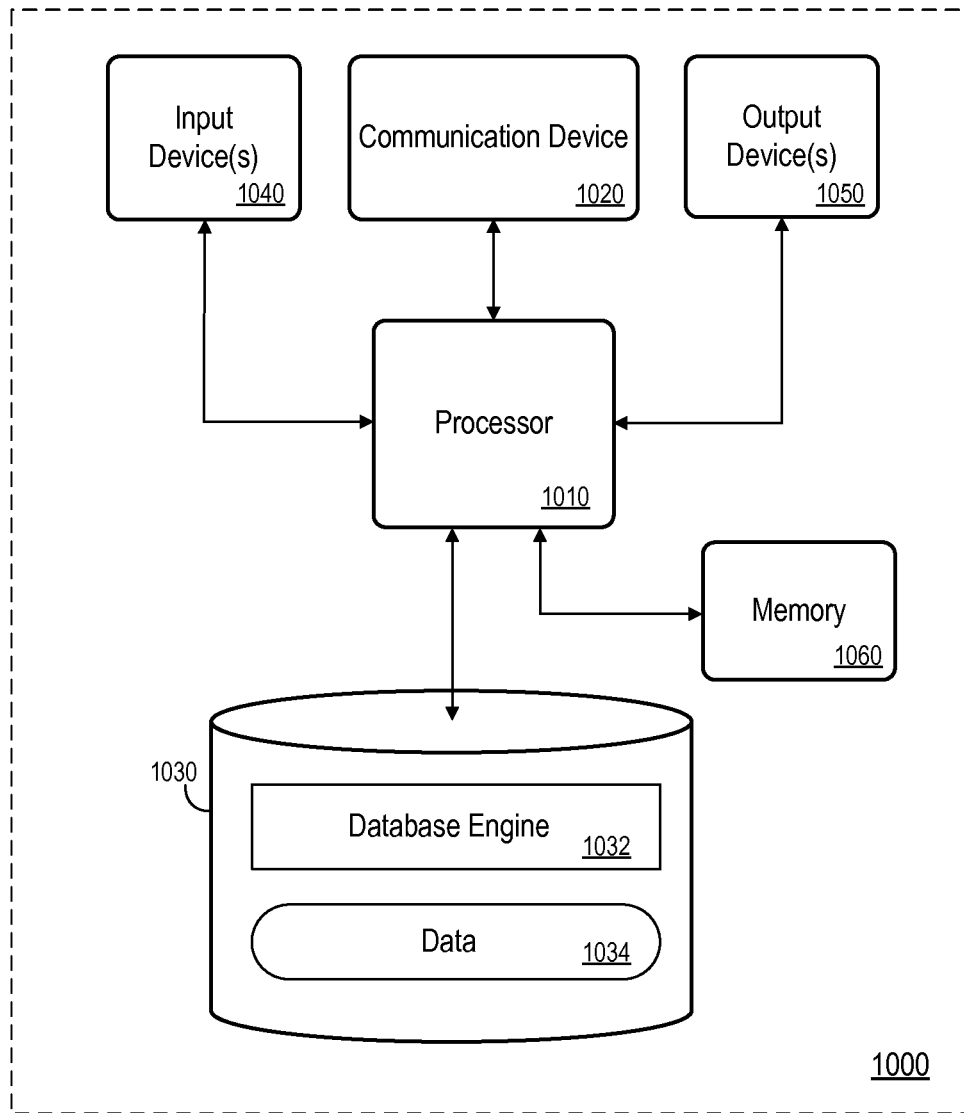 Input
Device(s)
1040
Communication Device
1020
Output
Device(s)
1050
Processor
1010
Memory
1060
1030
Database Engine
1032
Data
1034
1000